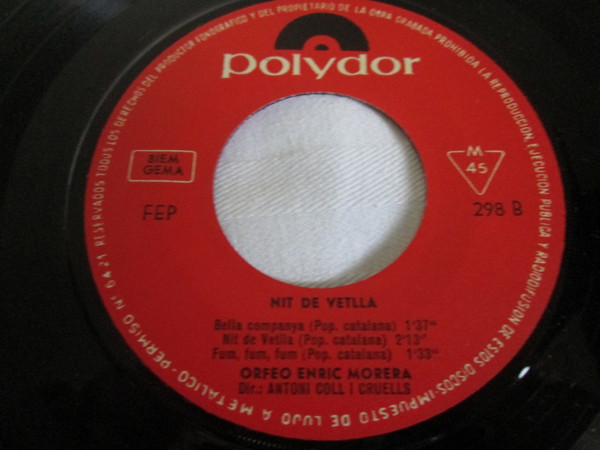 RESERVADOS TODOS LOS DERECHOS DEL PRODUCTOR FONOGRAFICO Y DEL PROPIETARIO DE LA OBRA GRABADA PROHIBIDA LA REPRODUCCION, EJECUCION PUBLICA Y RADIODIFUSION DE ESTOS DISCOS·IMPUESTO DE LUJO A METALICO-PERMISO Nº 6421
polydor
BIEM
GEMA
M
45
FEP
298 B
NIT DE VETLLA
Bella companya (Pop. catalana) 1'37"
Nit de Vetlla (Pop. catalana) 2'13"
Fum, fum, fum (Pop. catalana) 1'33"
ORFEO ENRIC MORERA
Dir.: ANTONI COLL I CRUELLS